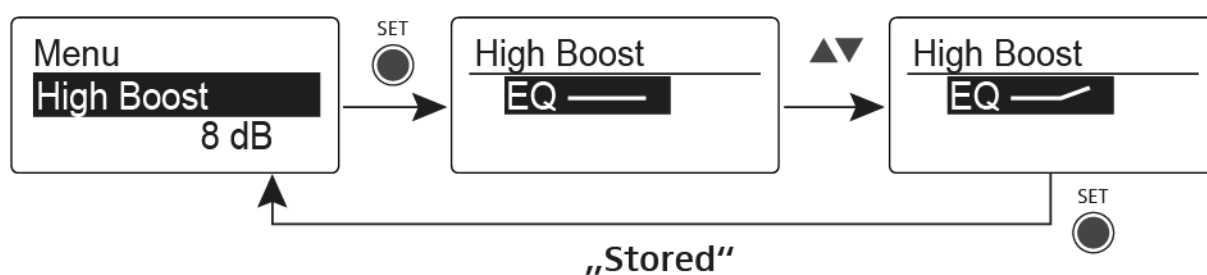 Menu
High Boost
8 dB
SET
High Boost
EQ
High Boost
EQ
SET
„Stored“